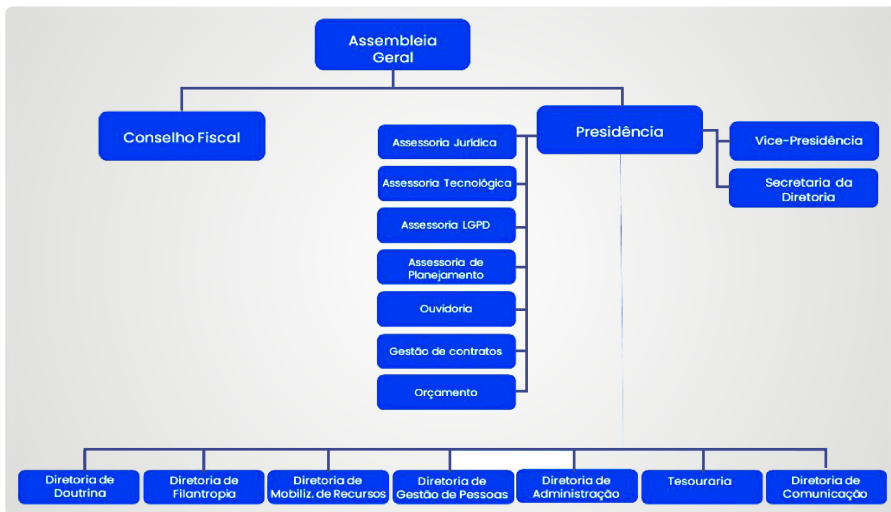 Assembleia
Geral
Conselho Fiscal
Presidência
Vice-Presidência
Secretaria da
Diretoria
Assessoria Jurídica
Assessoria Tecnológica
Assessoria LGPD
Assessoria de
Planejamento
Ouvidoria
Gestão de contratos
Orçamento
Diretoria de
Doutrina
Diretoria de
Filantropia
Diretoria de
Mobiliz. de Recursos
Diretoria de
Gestão de Pessoas
Diretoria de
Administração
Tesouraria
Diretoria de
Comunicação